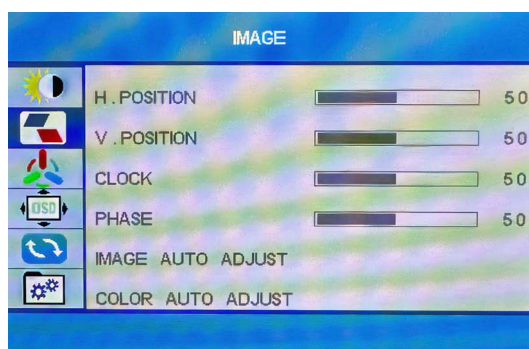 IMAGE
H.POSITION 50
V.POSITION 50
CLOCK 50
PHASE 50
OSD
IMAGE AUTO ADJUST
COLOR AUTO ADJUST